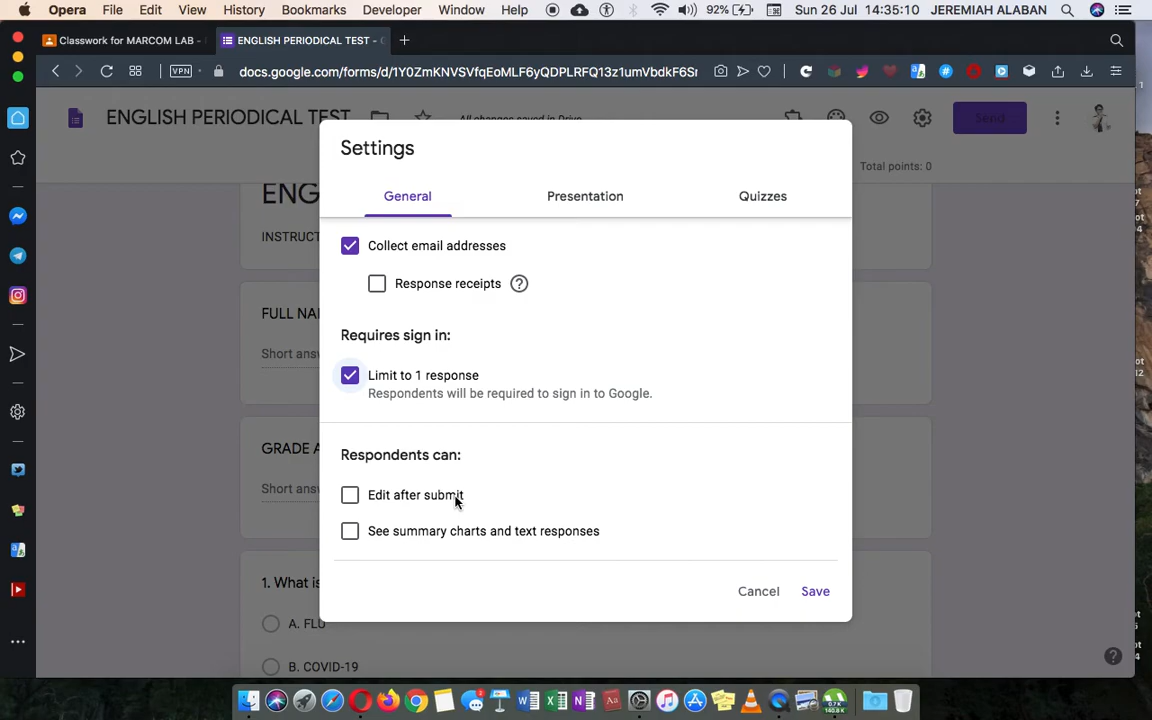 Opera File Edit View History Bookmarks Developer Window Help 92% Sun 26 Jul 14:35:10 JEREMIAH ALABAN
Classwork for MARCOM LAB - ENGLISH PERIODICAL TEST -
VPN docs.google.com/forms/d/1Y0ZmKNVSVfqEoMLF6yQDPLRFQ13z1umVbdkF6Sr
ENGLISH PERIODICAL TEST All changes saved in Drive Send
Total points: 0
Settings
General Presentation Quizzes
ENG
INSTRUCT
Collect email addresses
Response receipts
FULL NA
Short ans
Requires sign in:
Limit to 1 response
Respondents will be required to sign in to Google.
GRADE A
Short ans
Respondents can:
Edit after submit
See summary charts and text responses
1. What is
Cancel Save
A. FLU
B. COVID-19